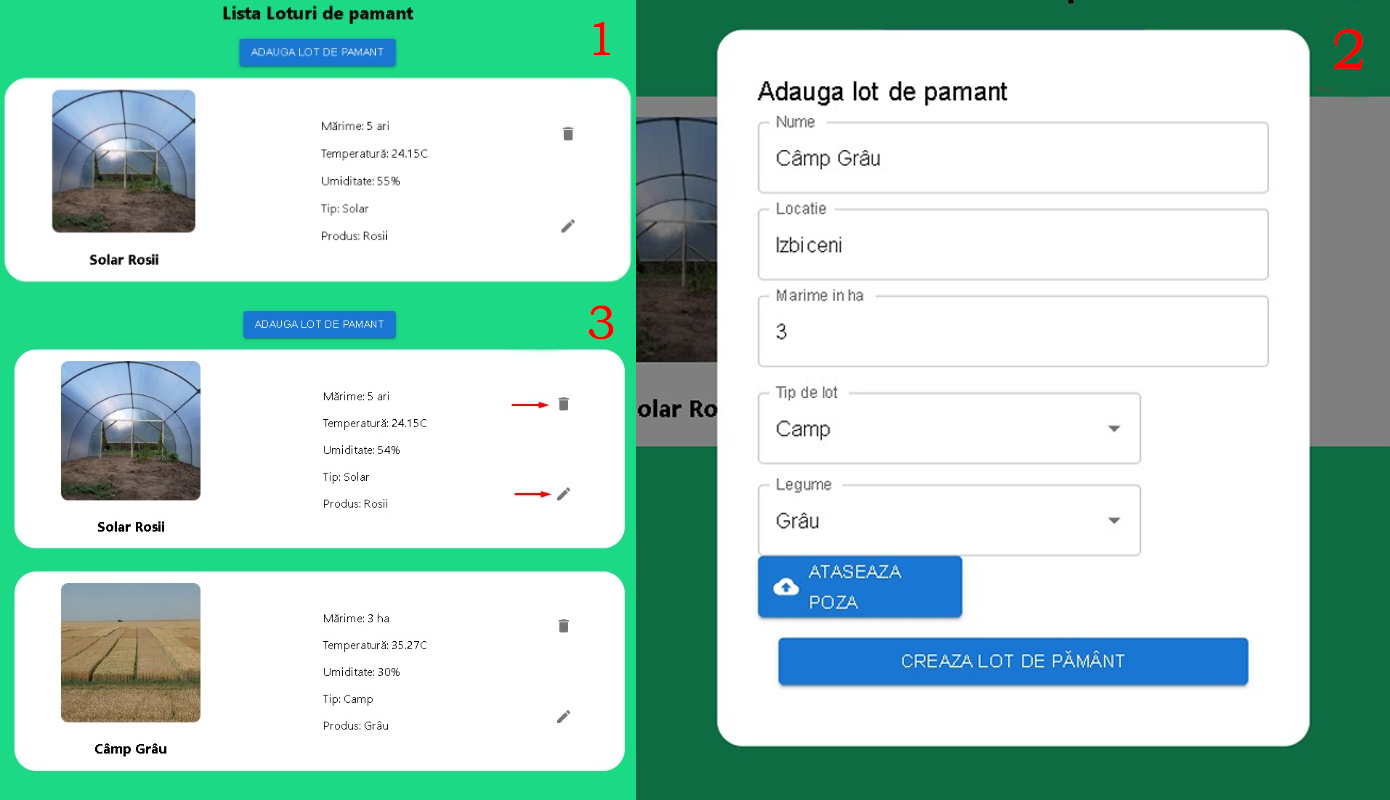 Lista Loturi de pamant
1
ADAUGA LOT DE PAMANT
Mărime: 5 ari
Temperatură: 24.15C
Umiditate: 55%
Tip: Solar
Produs: Rosii
Solar Rosii
3
ADAUGA LOT DE PAMANT
Mărime: 5 ari
Temperatură: 24.15C
Umiditate: 54%
Tip: Solar
Produs: Rosii
Solar Rosii
Mărime: 3 ha
Temperatură: 35.27C
Umiditate: 30%
Tip: Camp
Produs: Grâu
Câmp Grâu
2
Adauga lot de pamant
Nume
Câmp Grâu
Locatie
Izbiceni
Marime in ha
3
Tip de lot
Camp
Legume
Grâu
ATASEAZA
POZA
CREAZA LOT DE PĂMÂNT
olar Ro